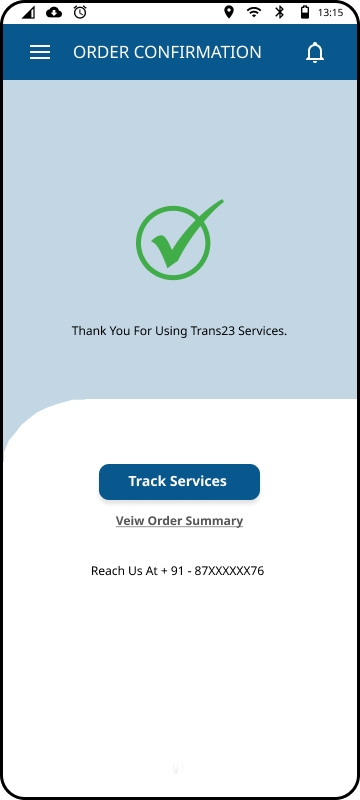 13:15
ORDER CONFIRMATION
Thank You For Using Trans23 Services.
Track Services
Veiw Order Summary
Reach Us At + 91 - 87XXXXXX76